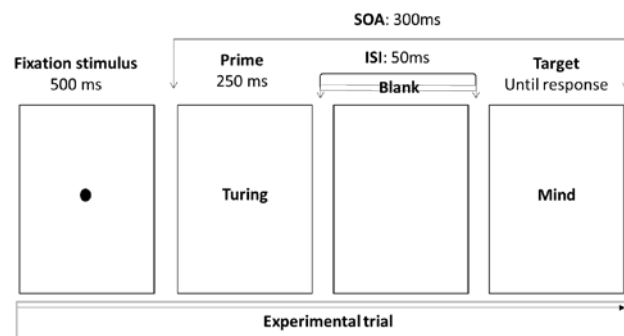 SOA: 300ms
Fixation stimulus
500 ms
Prime
250 ms
ISI: 50ms
Blank
Target
Until response
Turing
Mind
Experimental trial